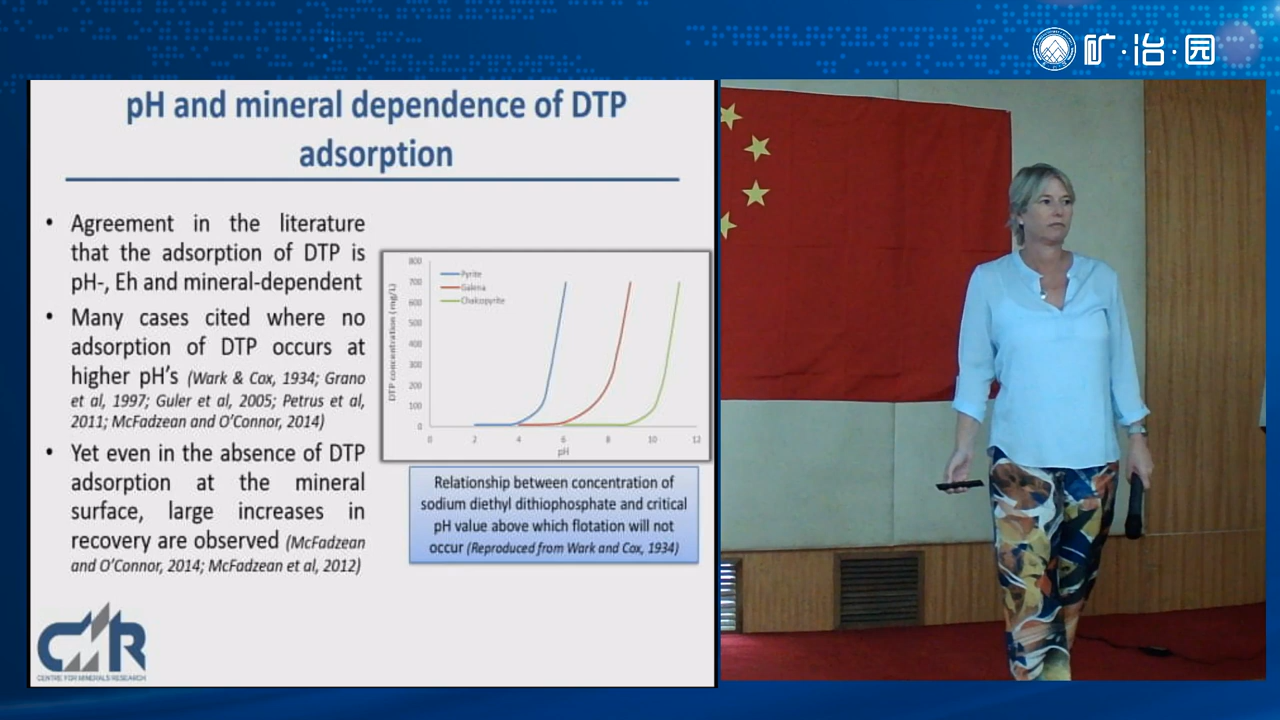 矿·冶·园
pH and mineral dependence of DTP
adsorption
• Agreement in the literature
that the adsorption of DTP is
pH-, Eh and mineral-dependent
• Many cases cited where no
adsorption of DTP occurs at
higher pH's (Wark & Cox, 1934; Grano
et al, 1997; Guler et al, 2005; Petrus et al,
2011; McFadzean and O'Connor, 2014)
• Yet even in the absence of DTP
adsorption at the mineral
surface, large increases in
recovery are observed (McFadzean
and O'Connor, 2014; McFadzean et al, 2012)
DTP concentration (mg/L)
800
700
600
500
400
300
200
100
0
Pyrite
Galena
Chalcopyrite
0 2 4 6 8 10 12
pH
Relationship between concentration of
sodium diethyl dithiophosphate and critical
pH value above which flotation will not
occur (Reproduced from Wark and Cox, 1934)
CMR
CENTRE FOR MINERALS RESEARCH